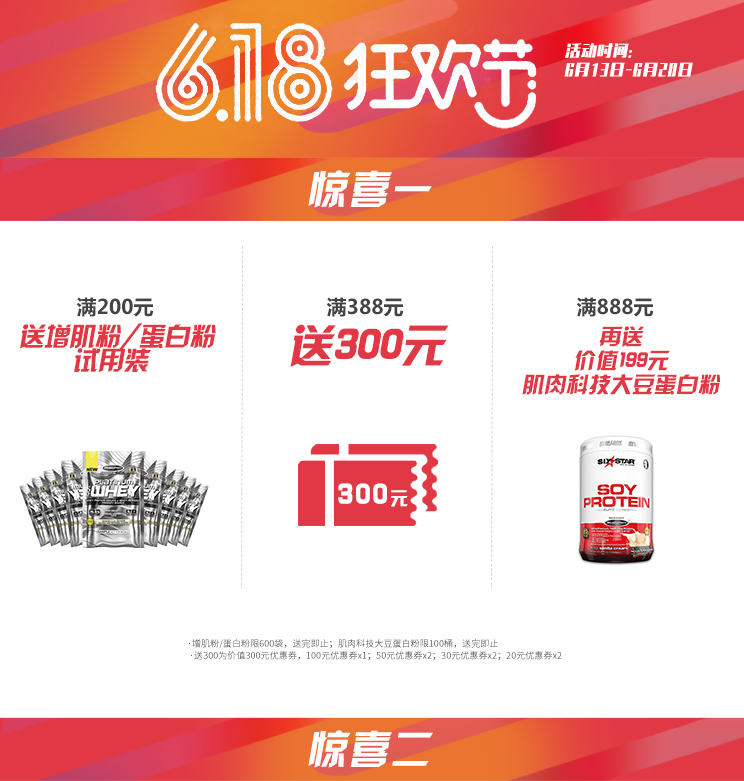 6.18狂欢节
活动时间:
6月13日-6月20日
惊喜一
满200元
送增肌粉/蛋白粉
试用装
满388元
送300元
满888元
再送
价值199元
肌肉科技大豆蛋白粉
NEW
PLATINUM
WHEY
300元
SIX STAR
SOY
PROTEIN
vanilla cream
·增肌粉/蛋白粉限600袋，送完即止；肌肉科技大豆蛋白粉限100桶，送完即止
·送300为价值300元优惠券，100元优惠券x1；50元优惠券x2；30元优惠券x2；20元优惠券x2
惊喜二